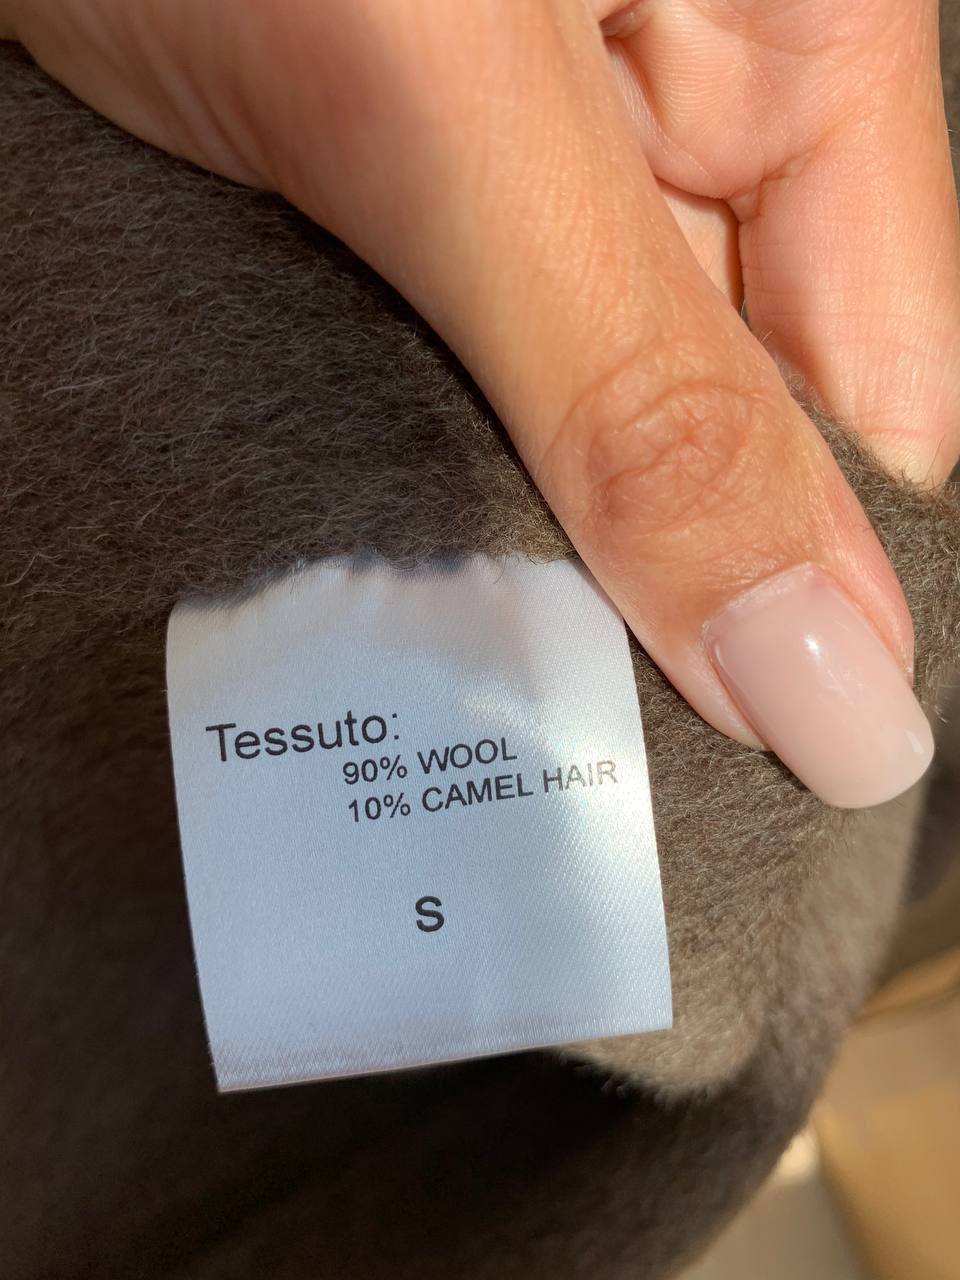 Tessuto:
90% WOOL
10% CAMEL HAIR
S